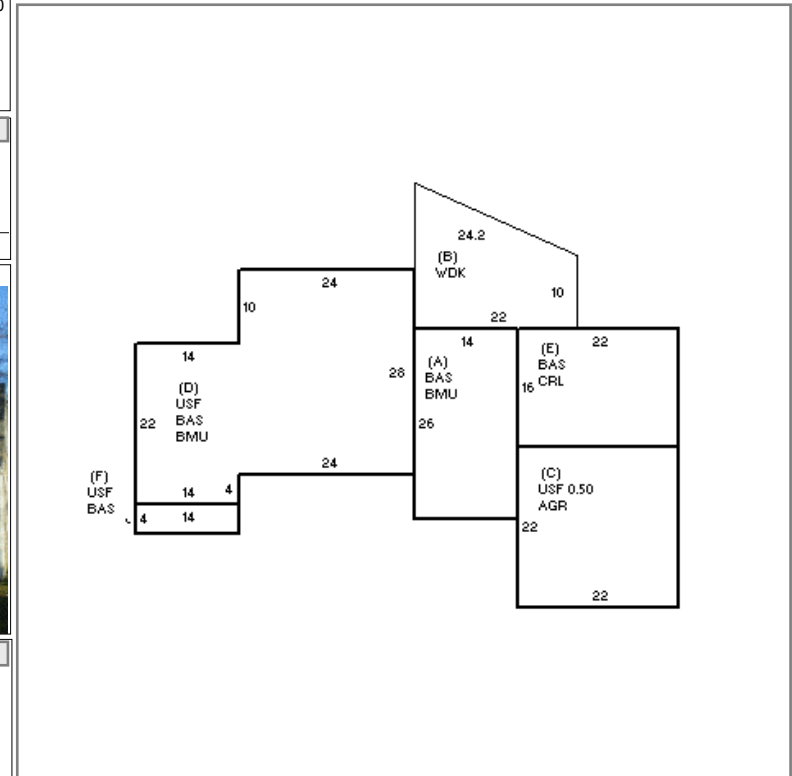 24.2
(B)
WDK
10
22
24
10
14
28
14
(A)
BAS
BMU
26
22
(E)
BAS
CRL
16
(D)
USF
BAS
BMU
22
24
14
4
(F)
USF
BAS
4
14
(C)
USF 0.50
AGR
22
22